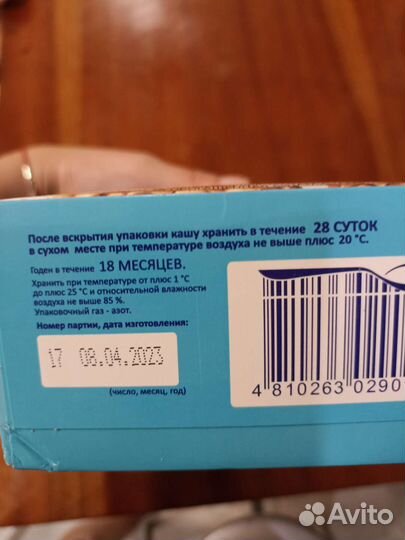 После вскрытия упаковки кашу хранить в течение 28 СУТОК
в сухом месте при температуре воздуха не выше плюс 20 °С.
Годен в течение 18 МЕСЯЦЕВ.
Хранить при температуре от плюс 1 °С
до плюс 25 °С и относительной влажности
воздуха не выше 85 %.
Упаковочный газ - азот.
Номер партии, дата изготовления:
17 08.04.2023
(число, месяц, год)
4 810263 0290
Avito